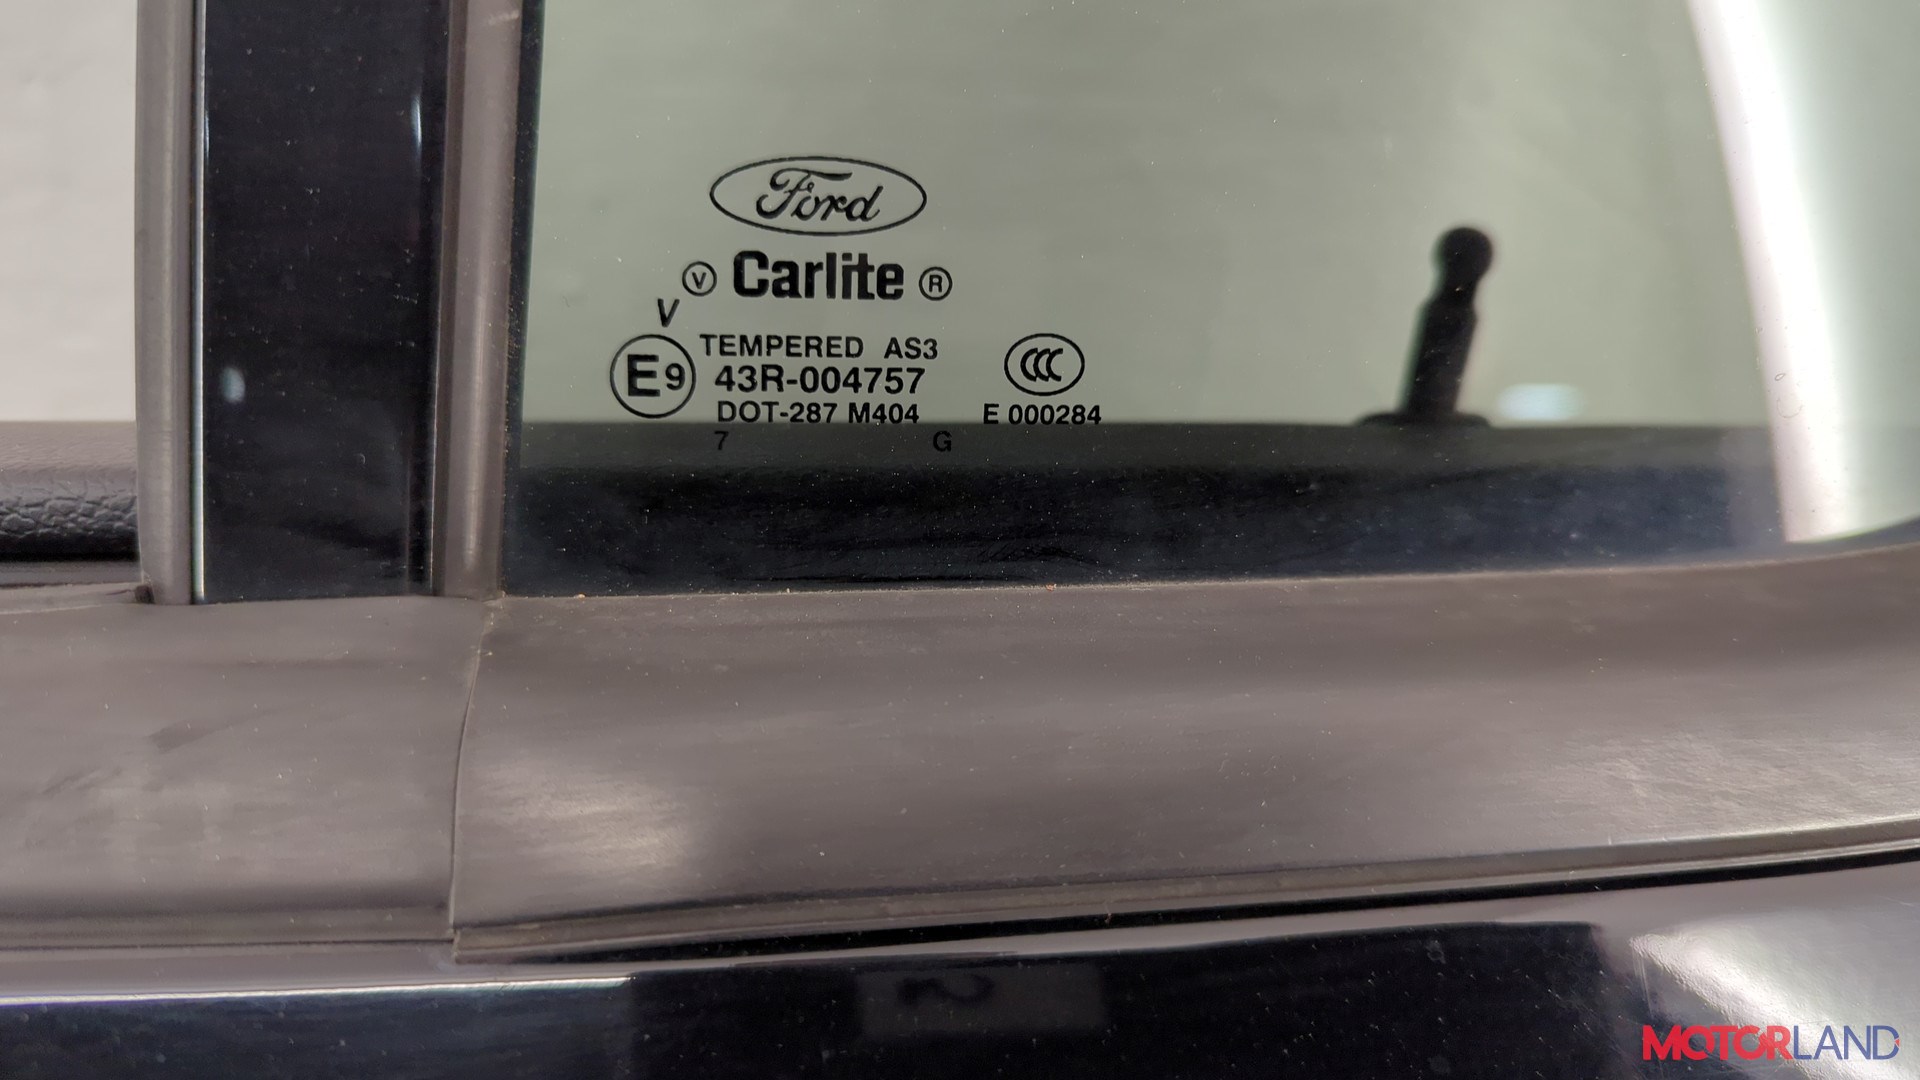 Ford
V Carlite R
V
TEMPERED AS3
E9 43R-004757
CCC
DOT-287 M404 E 000284
7 G
MOTORLAND